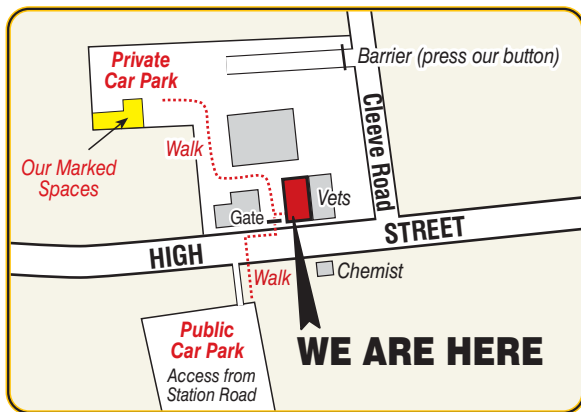 Private
Car Park
Barrier (press our button)
Cleeve Road
Our Marked
Spaces
Walk
Vets
Gate
HIGH
STREET
Walk
Chemist
Public
Car Park
Access from
Station Road
WE ARE HERE